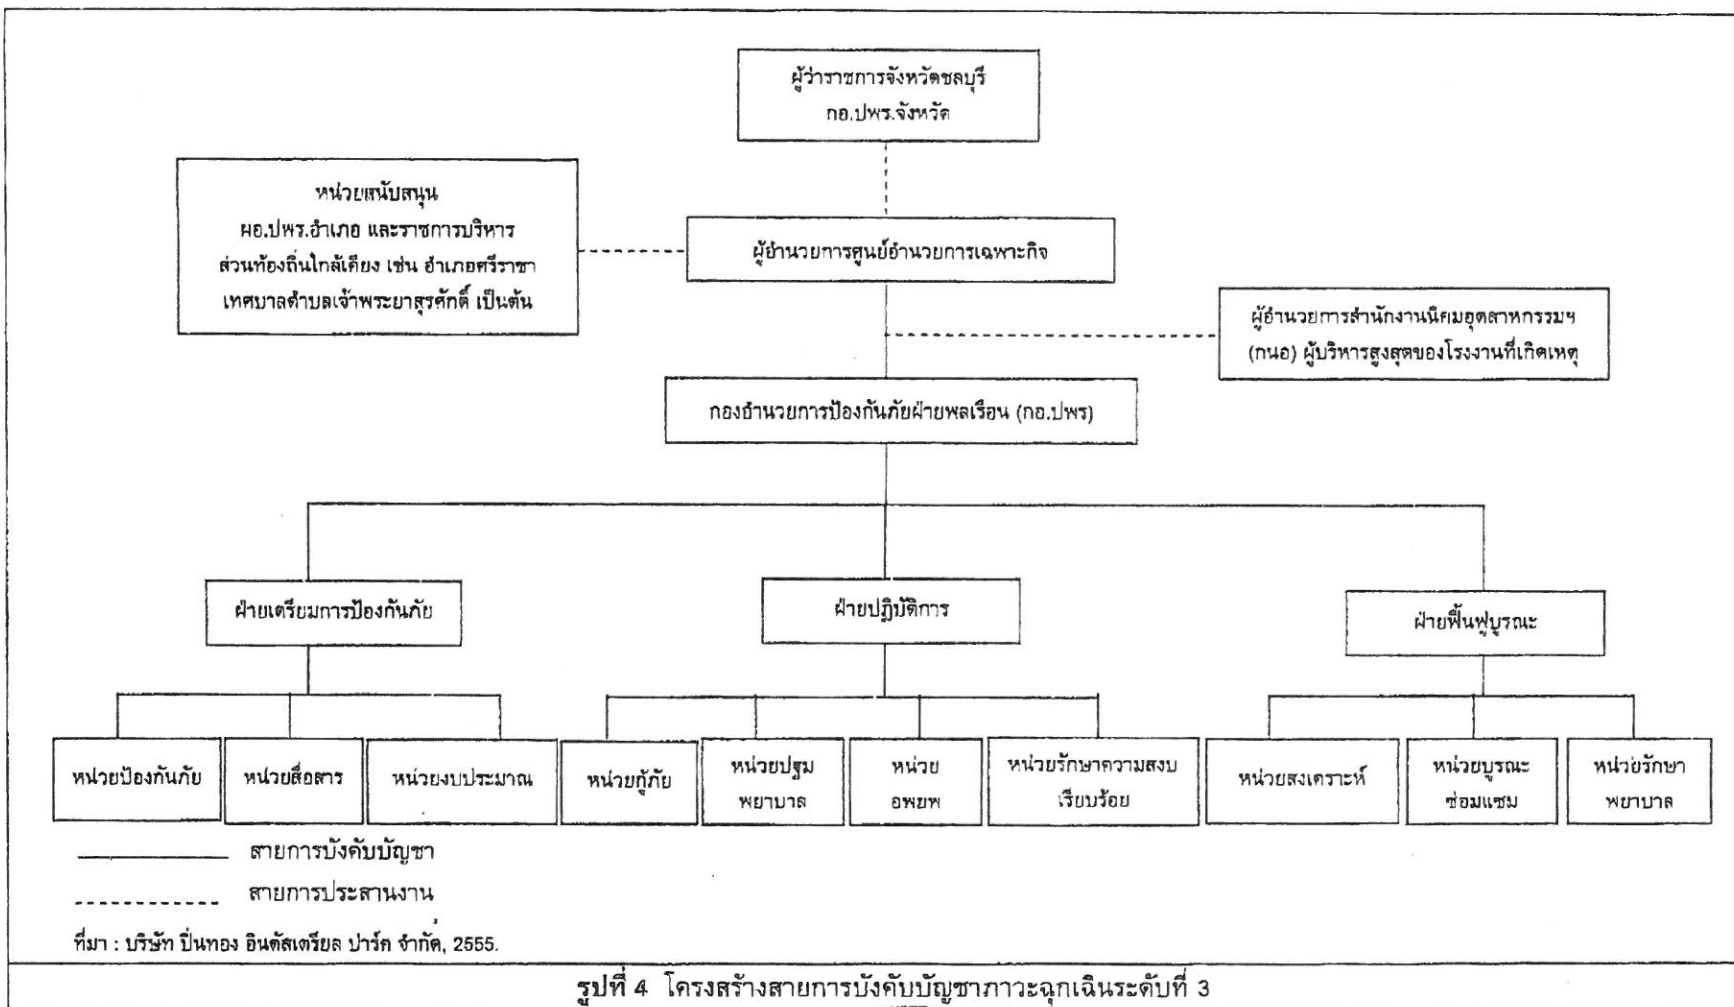 ผู้ว่าราชการจังหวัดชลบุรี
กอ.ปพร.จังหวัด
หน่วยสนับสนุน
ผอ.ปพร.อำเภอ และราชการบริหาร
ส่วนท้องถิ่นใกล้เคียง เช่น อำเภอศรีราชา
เทศบาลตำบลเจ้าพระยาสุรศักดิ์ เป็นต้น
ผู้อำนวยการศูนย์อำนวยการเฉพาะกิจ
ผู้อำนวยการสำนักงานนิคมอุตสาหกรรมฯ
(กนอ) ผู้บริหารสูงสุดของโรงงานที่เกิดเหตุ
กองอำนวยการป้องกันภัยฝ่ายพลเรือน (กอ.ปพร)
ฝ่ายเตรียมการป้องกันภัย
ฝ่ายปฏิบัติการ
ฝ่ายฟื้นฟูบูรณะ
หน่วยป้องกันภัย
หน่วยสื่อสาร
หน่วยงบประมาณ
หน่วยกู้ภัย
หน่วยปฐม
พยาบาล
หน่วย
อพยพ
หน่วยรักษาความสงบ
เรียบร้อย
หน่วยสงเคราะห์
หน่วยบูรณะ
ซ่อมแซม
หน่วยรักษา
พยาบาล
สายการบังคับบัญชา
สายการประสานงาน
ที่มา : บริษัท ปิ่นทอง อินดัสเตรียล ปาร์ค จำกัด, 2555.
รูปที่ 4 โครงสร้างสายการบังคับบัญชาภาวะฉุกเฉินระดับที่ 3